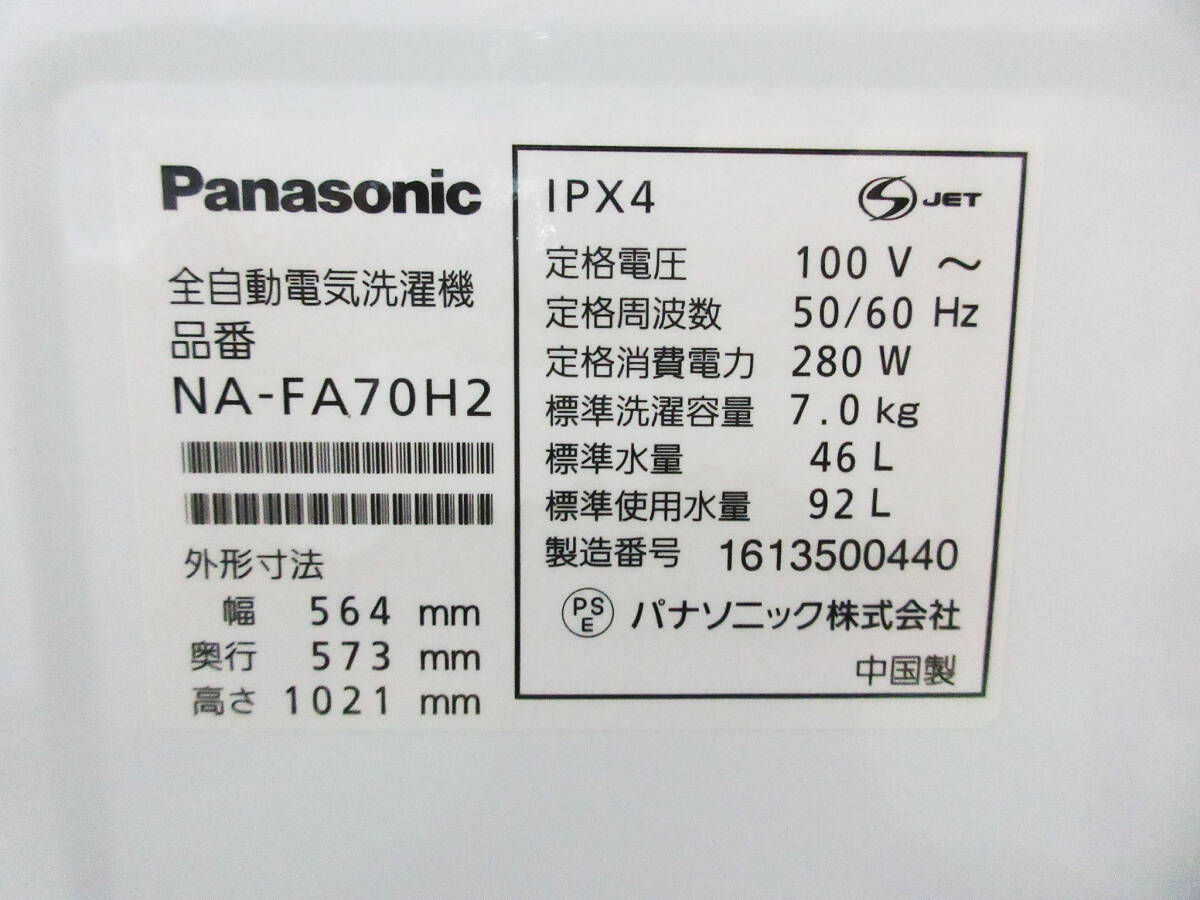 Panasonic
全自動電気洗濯機
品番
NA-FA70H2
外形寸法
幅 564 mm
奥行 573 mm
高さ 1021 mm
IPX4
S JET
定格電圧 100 V ～
定格周波数 50/60 Hz
定格消費電力 280 W
標準洗濯容量 7.0 kg
標準水量 46 L
標準使用水量 92 L
製造番号 1613500440
PS E パナソニック株式会社
中国製